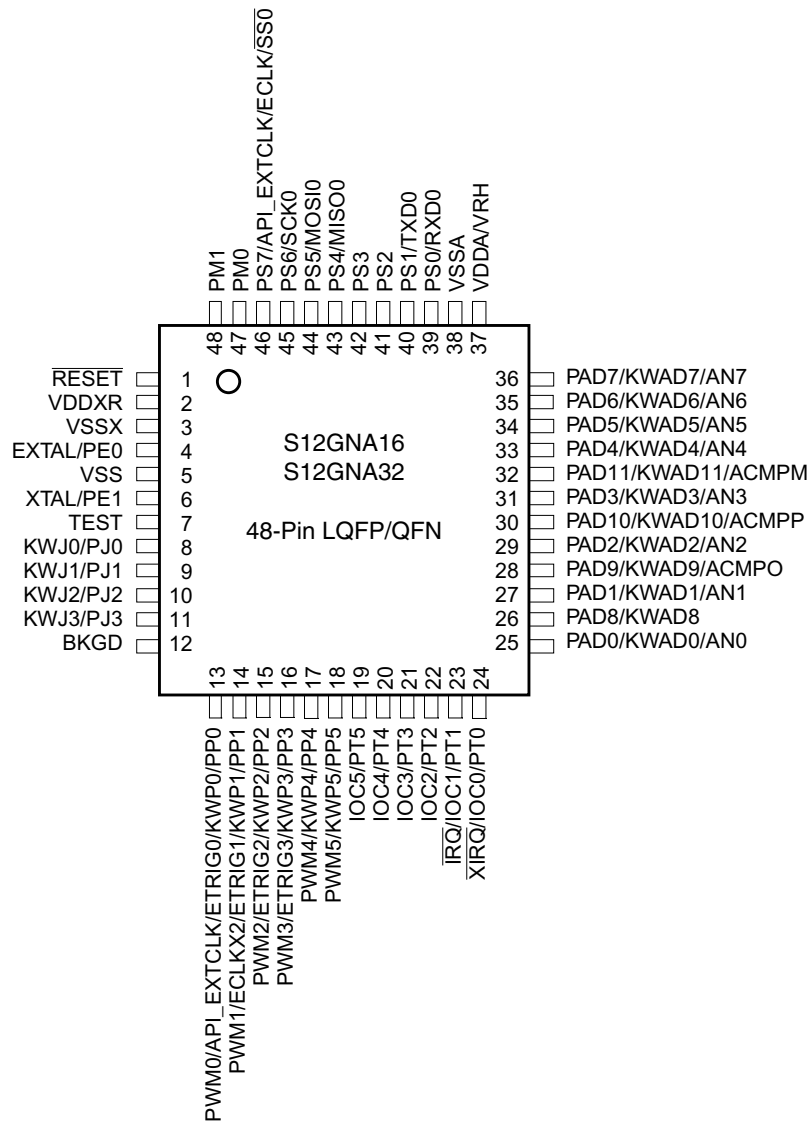 PM1
PM0
PS7/API_EXTCLK/ECLK/SS0
PS6/SCK0
PS5/MOSI0
PS4/MISO0
PS3
PS2
PS1/TXD0
PS0/RXD0
VSSA
VDDA/VRH
48
47
46
45
44
43
42
41
40
39
38
37
RESET 1
VDDXR 2
VSSX 3
EXTAL/PE0 4
VSS 5
XTAL/PE1 6
TEST 7
KWJ0/PJ0 8
KWJ1/PJ1 9
KWJ2/PJ2 10
KWJ3/PJ3 11
BKGD 12
S12GNA16
S12GNA32
48-Pin LQFP/QFN
36 PAD7/KWAD7/AN7
35 PAD6/KWAD6/AN6
34 PAD5/KWAD5/AN5
33 PAD4/KWAD4/AN4
32 PAD11/KWAD11/ACMPM
31 PAD3/KWAD3/AN3
30 PAD10/KWAD10/ACMPP
29 PAD2/KWAD2/AN2
28 PAD9/KWAD9/ACMPO
27 PAD1/KWAD1/AN1
26 PAD8/KWAD8
25 PAD0/KWAD0/AN0
13
14
15
16
17
18
19
20
21
22
23
24
PWM0/API_EXTCLK/ETRIG0/KWP0/PP0
PWM1/ECLKX2/ETRIG1/KWP1/PP1
PWM2/ETRIG2/KWP2/PP2
PWM3/ETRIG3/KWP3/PP3
PWM4/KWP4/PP4
PWM5/KWP5/PP5
IOC5/PT5
IOC4/PT4
IOC3/PT3
IOC2/PT2
IRQ/IOC1/PT1
XIRQ/IOC0/PT0